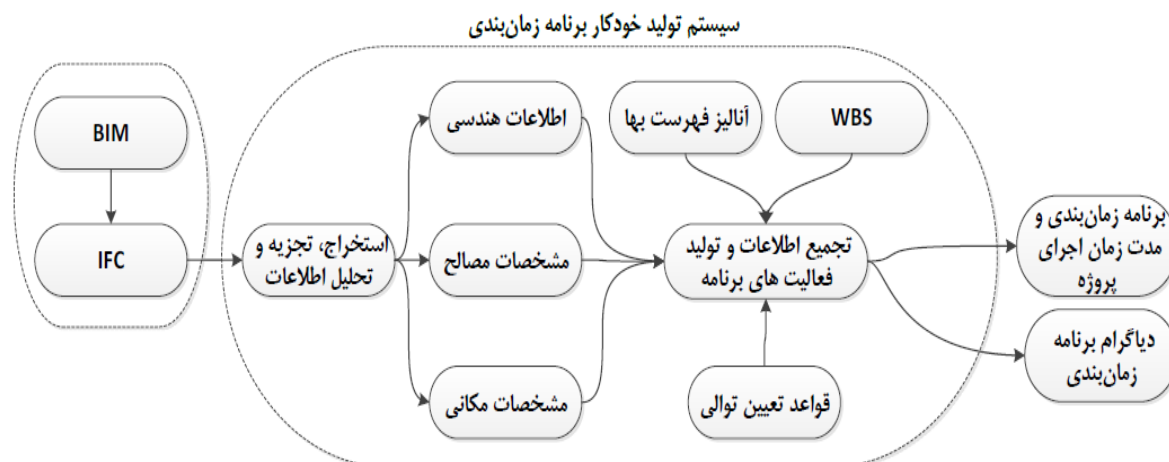 سیستم تولید خودکار برنامه زمان‌بندی
BIM
IFC
استخراج، تجزیه و
تحلیل اطلاعات
اطلاعات هندسی
مشخصات مصالح
مشخصات مکانی
آنالیز فهرست بها
WBS
تجمیع اطلاعات و تولید
فعالیت های برنامه
قواعد تعیین توالی
برنامه زمان‌بندی و
مدت زمان اجرای
پروژه
دیاگرام برنامه
زمان‌بندی